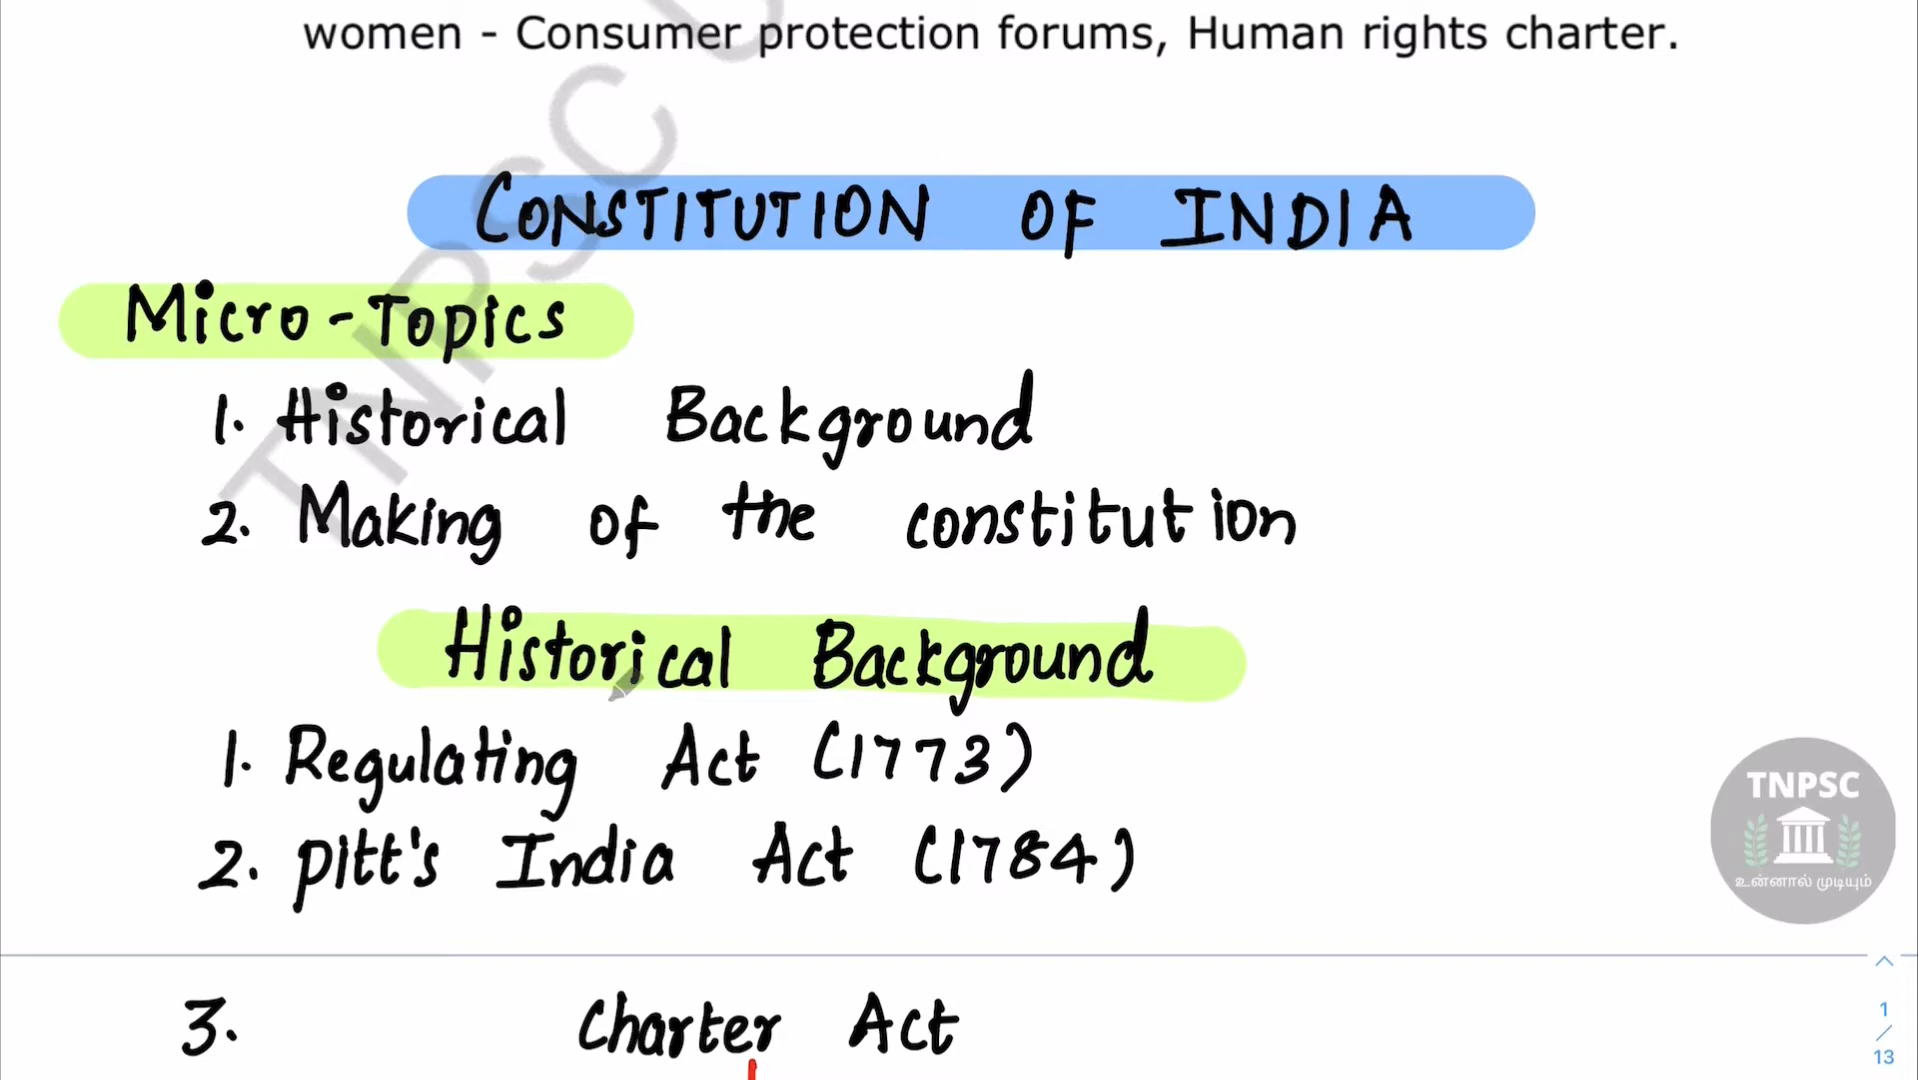 women - Consumer protection forums, Human rights charter.
CONSTITUTION OF INDIA
Micro-Topics
1. Historical Background
2. Making of the constitution
Historical Background
1. Regulating Act (1773)
2. Pitt's India Act (1784)
TNPSC
உன்னால் முடியும்
3. Charter Act
1
/
13
TNPSC